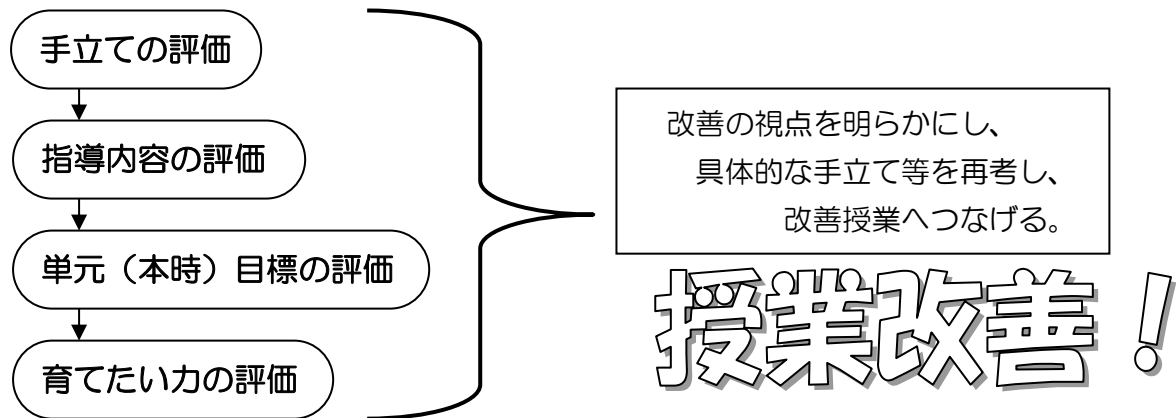 手立ての評価
指導内容の評価
単元（本時）目標の評価
育てたい力の評価
改善の視点を明らかにし、
具体的な手立て等を再考し、
改善授業へつなげる。
授業改善！